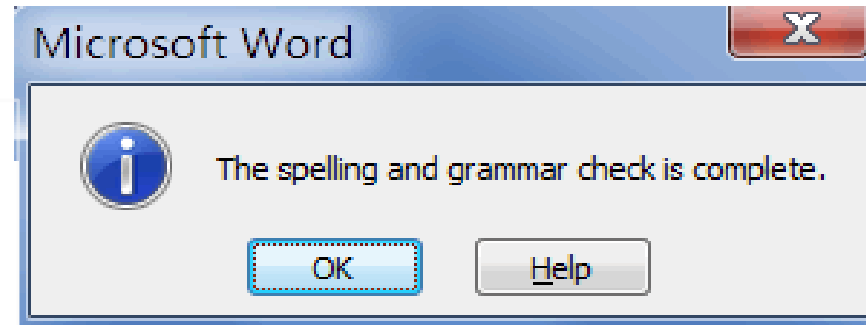 Microsoft Word
The spelling and grammar check is complete.
OK Help